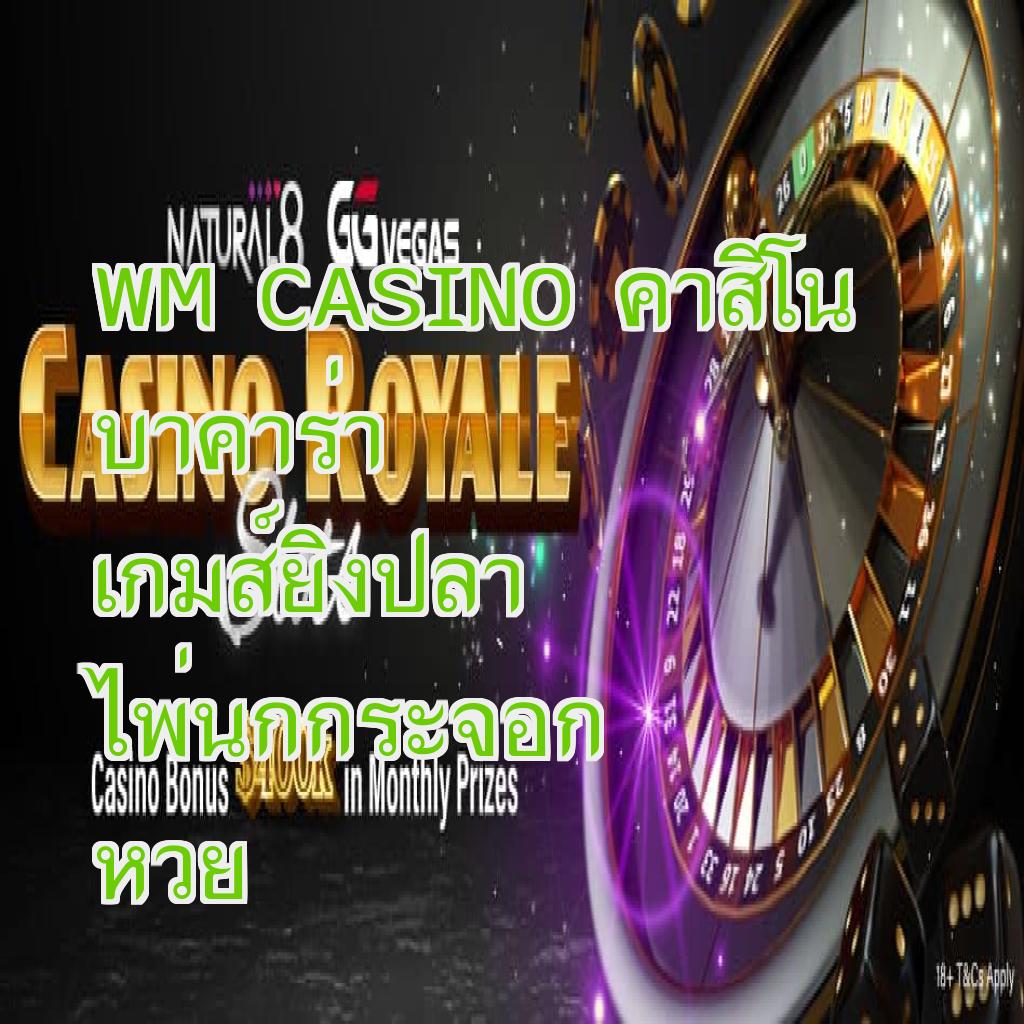 NATURAL8 GGVEGAS
WM CASINO คาสิโน
CASINO ROYALE
บาคาร่า
เกมส์ยิงปลา
ไพ่นกกระจอก
Casino Bonus $400K in Monthly Prizes
หวย
18+ T&Cs Apply